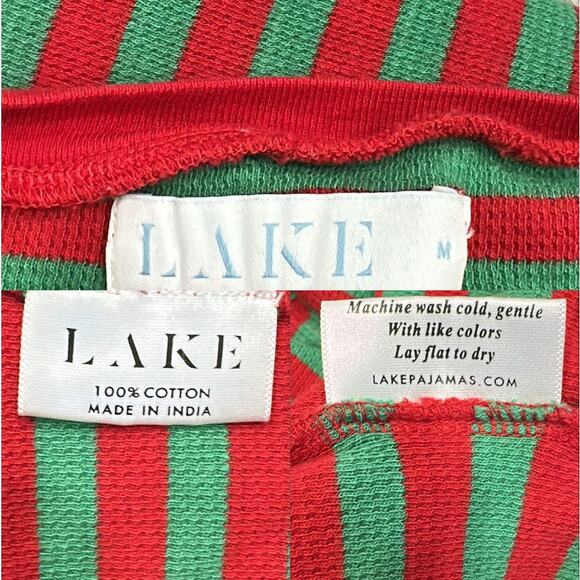 LAKE
M
LAKE
100% COTTON
MADE IN INDIA
Machine wash cold, gentle
With like colors
Lay flat to dry
LAKEPAJAMAS.COM